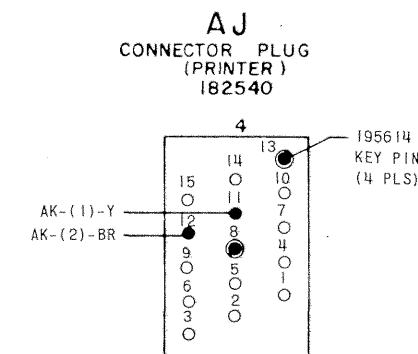 AJ
CONNECTOR PLUG
(PRINTER)
182540
4
195614
KEY PIN
(4 PLS)
13
14
10
15
11
7
AK-(1)-Y
12
AK-(2)-BR
8
4
9
5
1
6
2
3